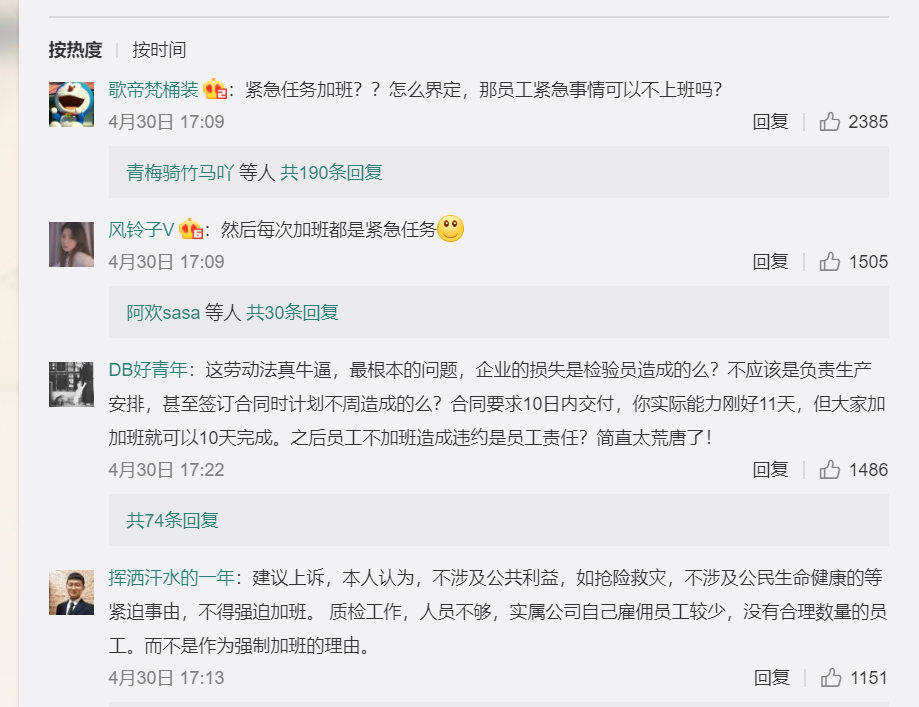 按热度 | 按时间
歌帝梵桶装：紧急任务加班？？怎么界定，那员工紧急事情可以不上班吗？
4月30日 17:09 回复 | 2385
青梅骑竹马吖 等人 共190条回复
风铃子V：然后每次加班都是紧急任务
4月30日 17:09 回复 | 1505
阿欢sasa 等人 共30条回复
DB好青年：这劳动法真牛逼，最根本的问题，企业的损失是检验员造成的么？不应该是负责生产
安排，甚至签订合同时计划不周造成的么？合同要求10日内交付，你实际能力刚好11天，但大家加
加班就可以10天完成。之后员工不加班造成违约是员工责任？简直太荒唐了！
4月30日 17:22 回复 | 1486
共74条回复
挥洒汗水的一年：建议上诉，本人认为，不涉及公共利益，如抢险救灾，不涉及公民生命健康的等
紧迫事由，不得强迫加班。 质检工作，人员不够，实属公司自己雇佣员工较少，没有合理数量的员
工。而不是作为强制加班的理由。
4月30日 17:13 回复 | 1151